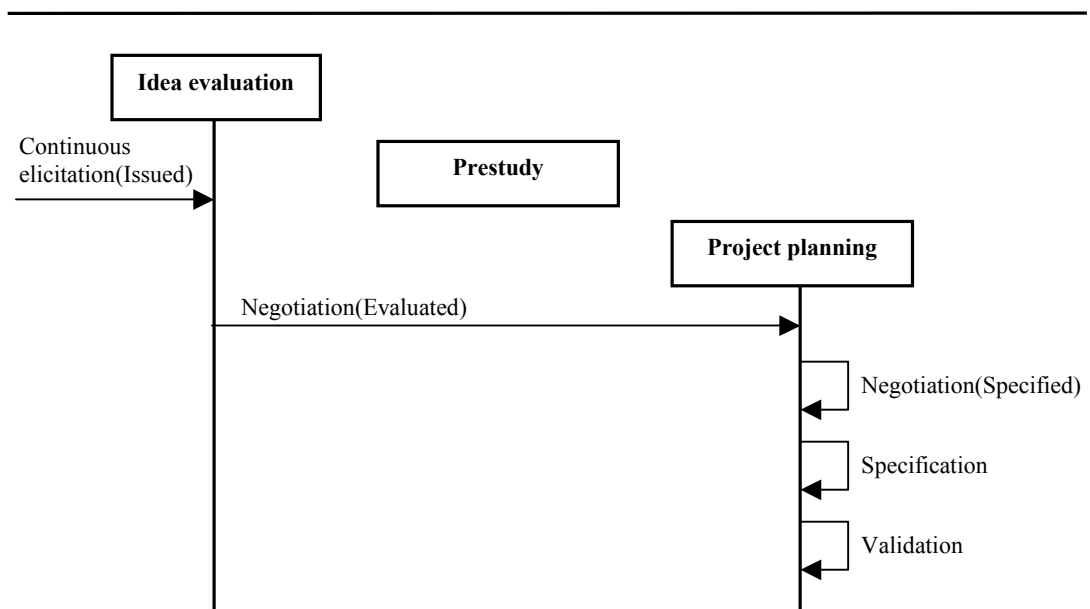 Idea evaluation
Continuous
elicitation(Issued)
Prestudy
Project planning
Negotiation(Evaluated)
Negotiation(Specified)
Specification
Validation